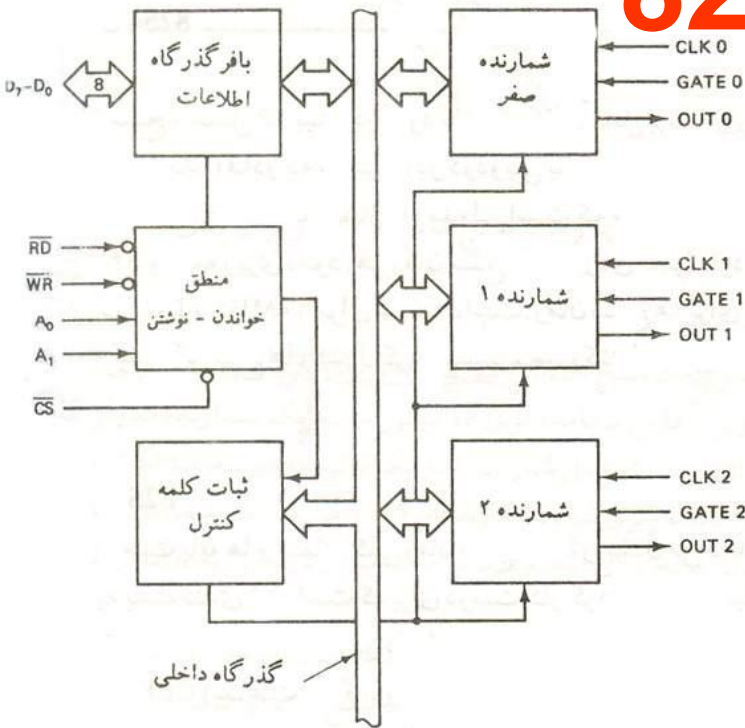 82
بافر گذرگاه
اطلاعات
D₇-D₀
8
شمارنده
صفر
CLK 0
GATE 0
OUT 0
RD
WR
A₀
A₁
CS
منطق
خواندن - نوشتن
شمارنده ۱
CLK 1
GATE 1
OUT 1
ثبات کلمه
کنترل
شمارنده ۲
CLK 2
GATE 2
OUT 2
گذرگاه داخلی